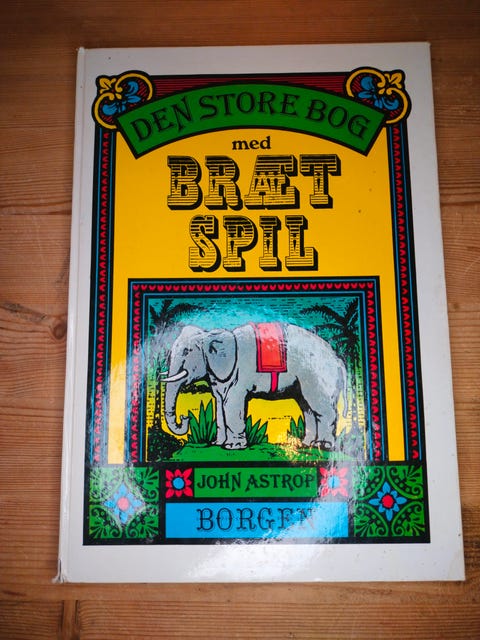 DEN STORE BOG
med
BRÆT
SPIL
JOHN ASTROP
BORGEN